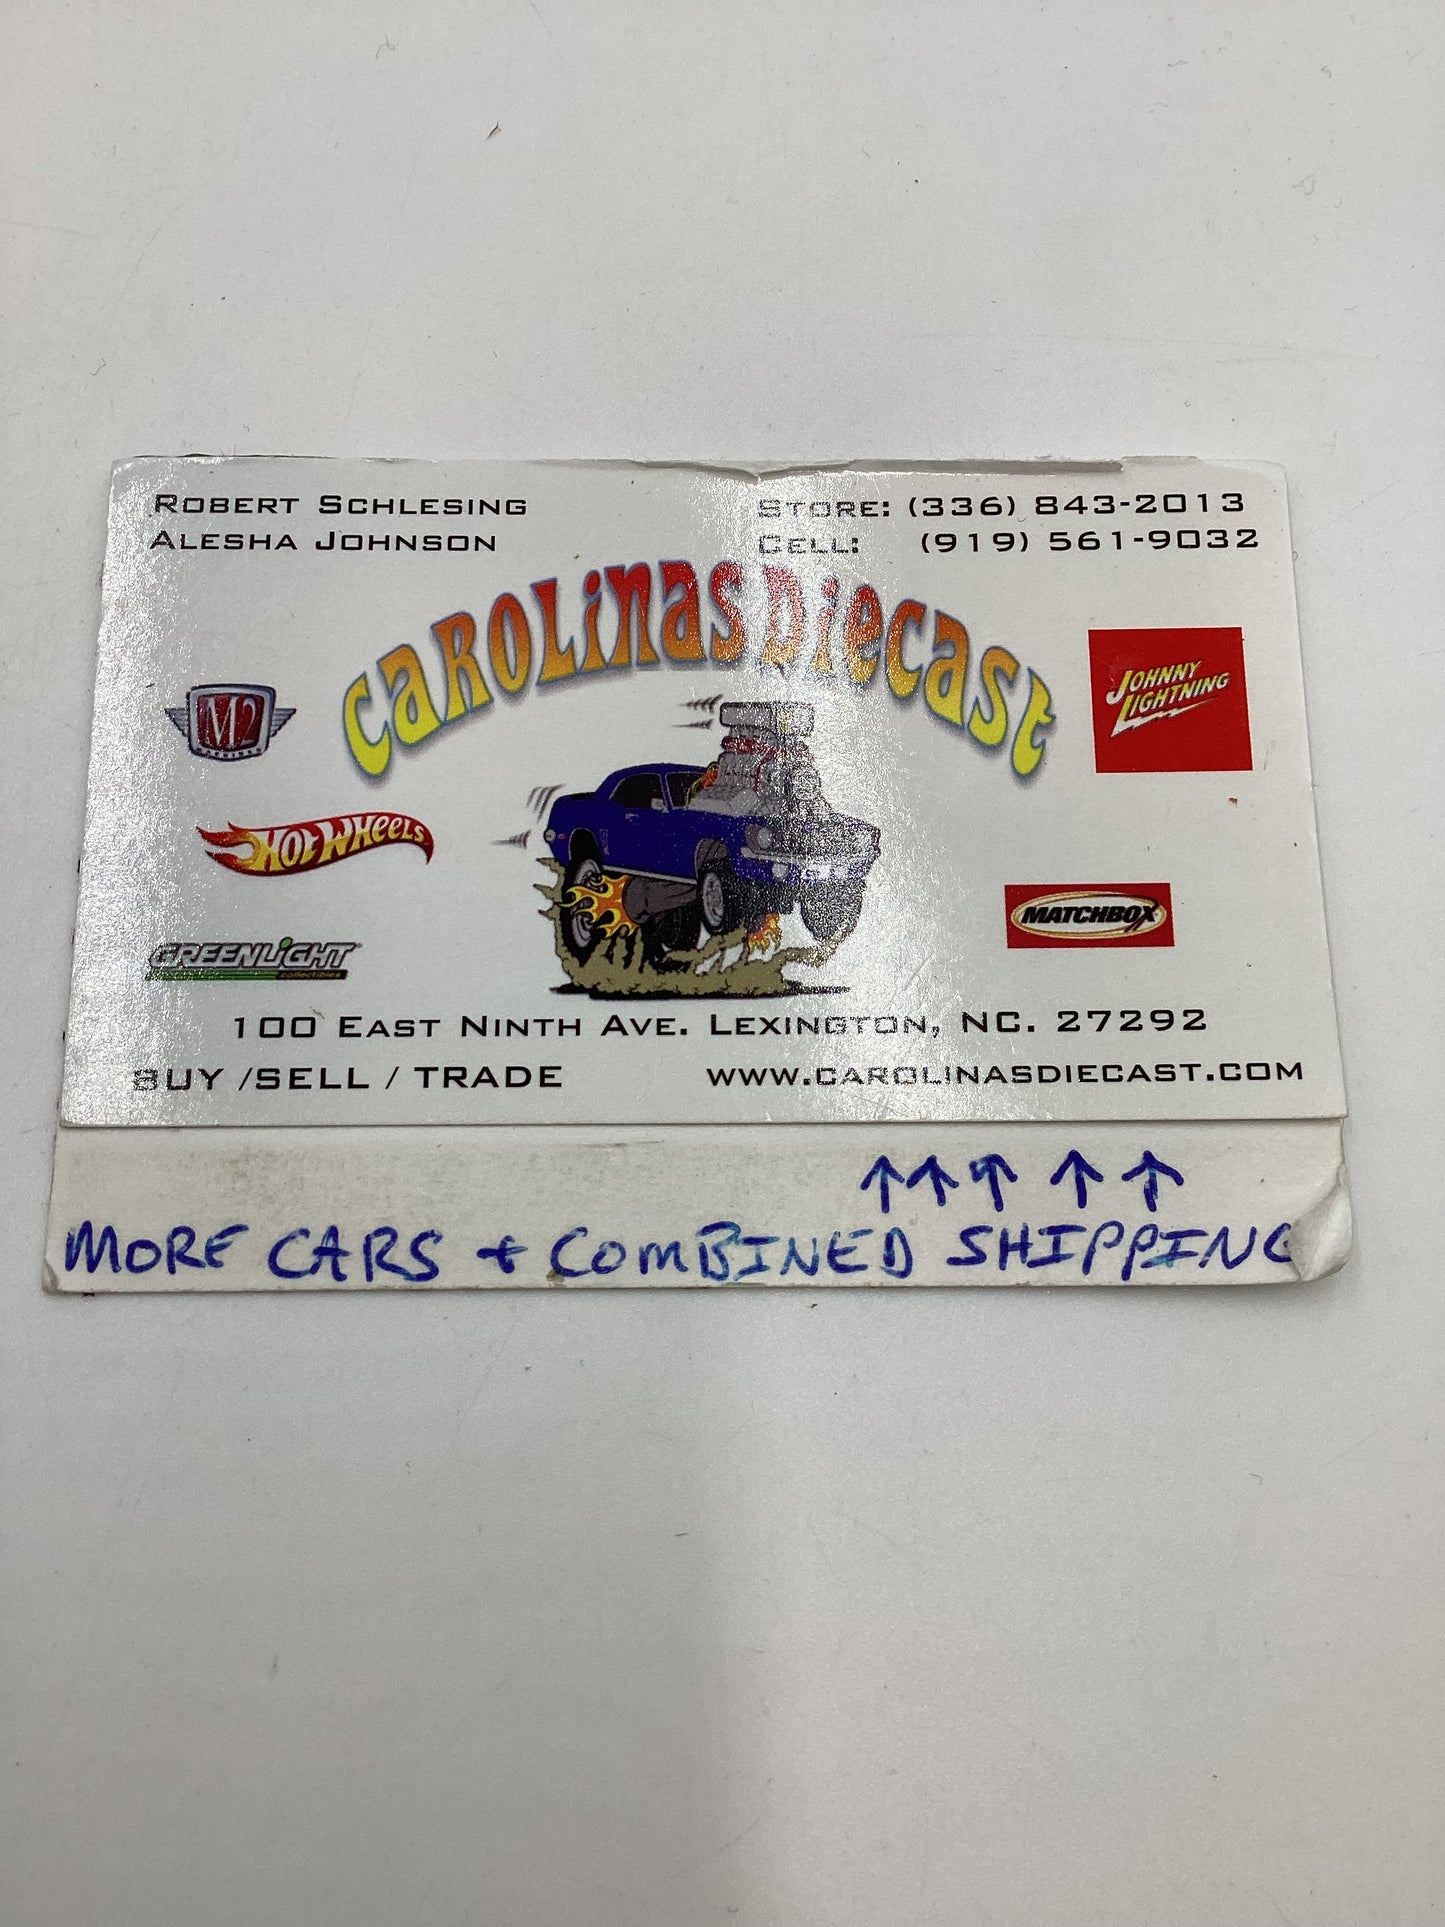 ROBERT SCHLESING
ALESHA JOHNSON
STORE: (336) 843-2013
CELL: (919) 561-9032
CAROLINAS DIECAST
M2
MACHINES
JOHNNY
LIGHTNING
HOT WHEELS
MATCHBOX
GREENLIGHT
collectibles
100 EAST NINTH AVE. LEXINGTON, NC. 27292
BUY /SELL / TRADE
WWW.CAROLINASDIECAST.COM
↑↑↑↑↑
MORE CARS + COMBINED SHIPPING